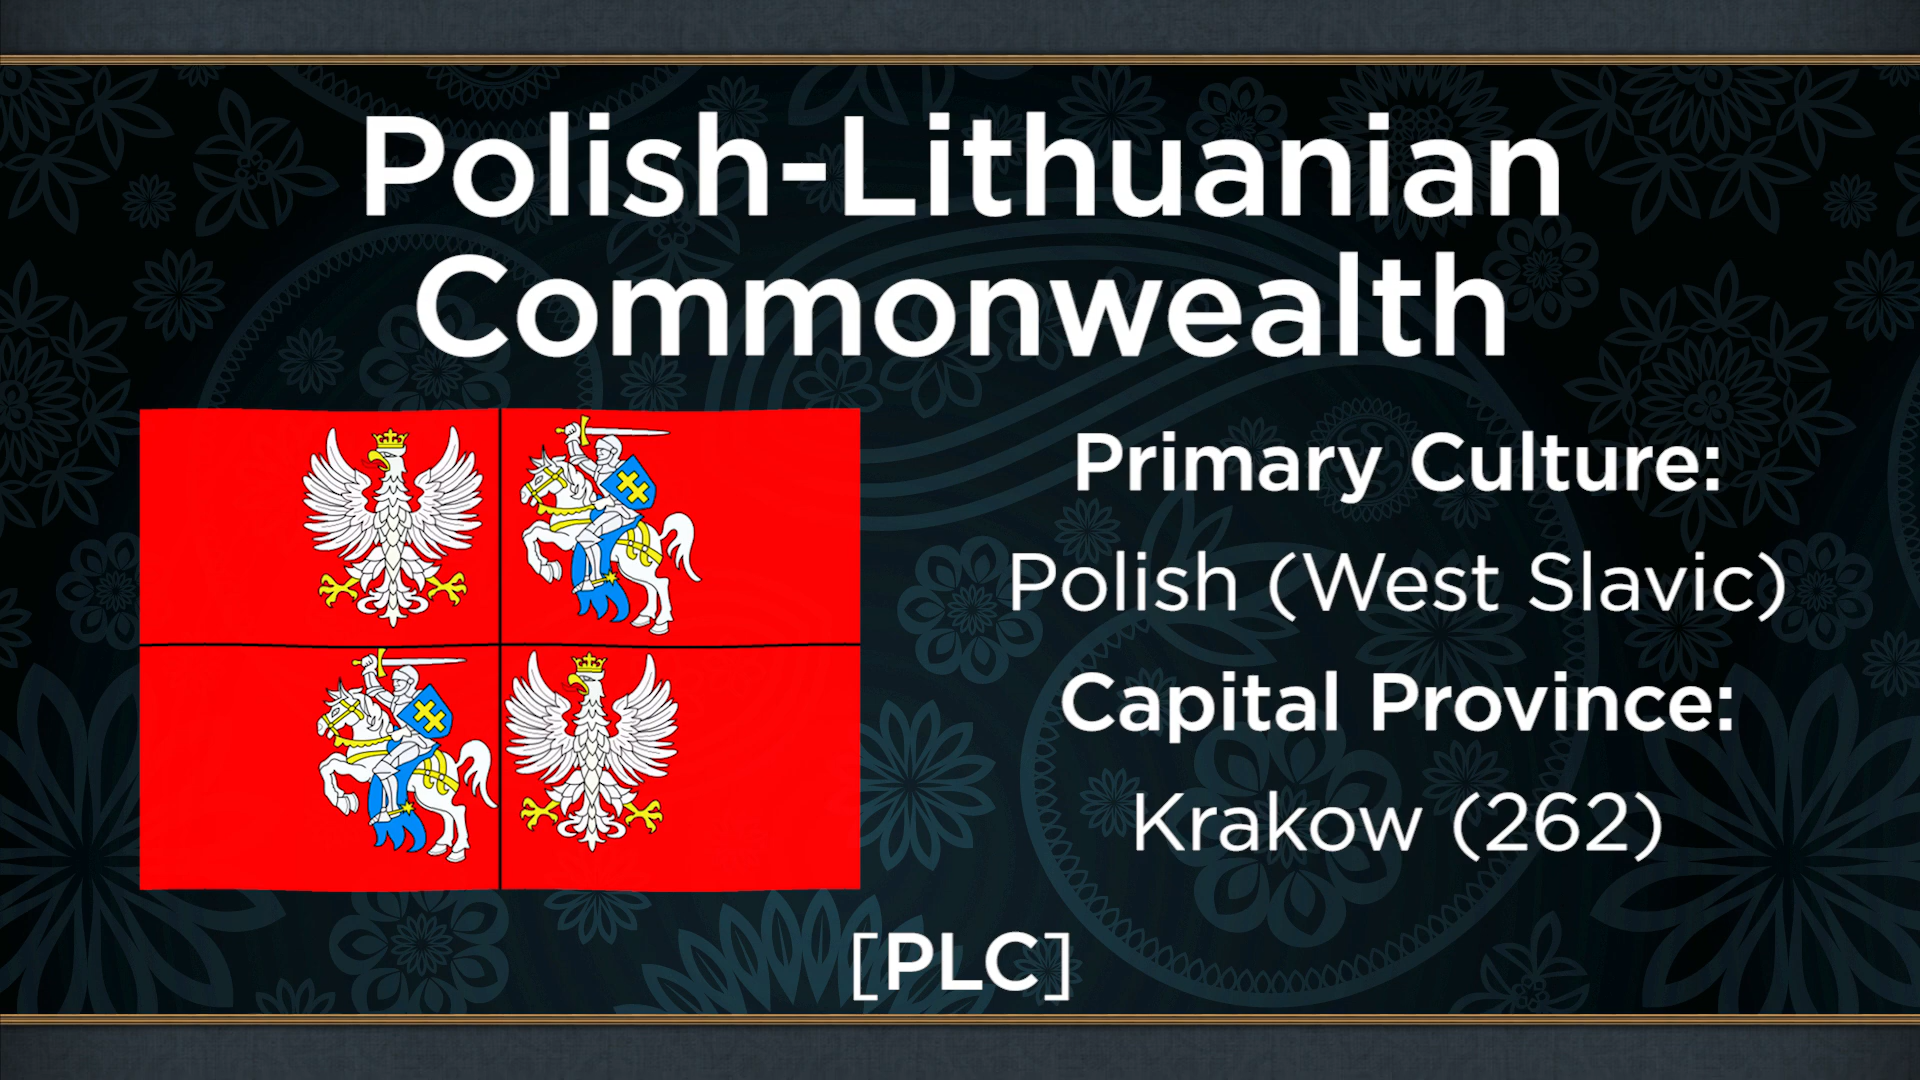 Polish-Lithuanian
Commonwealth
Primary Culture:
Polish (West Slavic)
Capital Province:
Krakow (262)
[PLC]